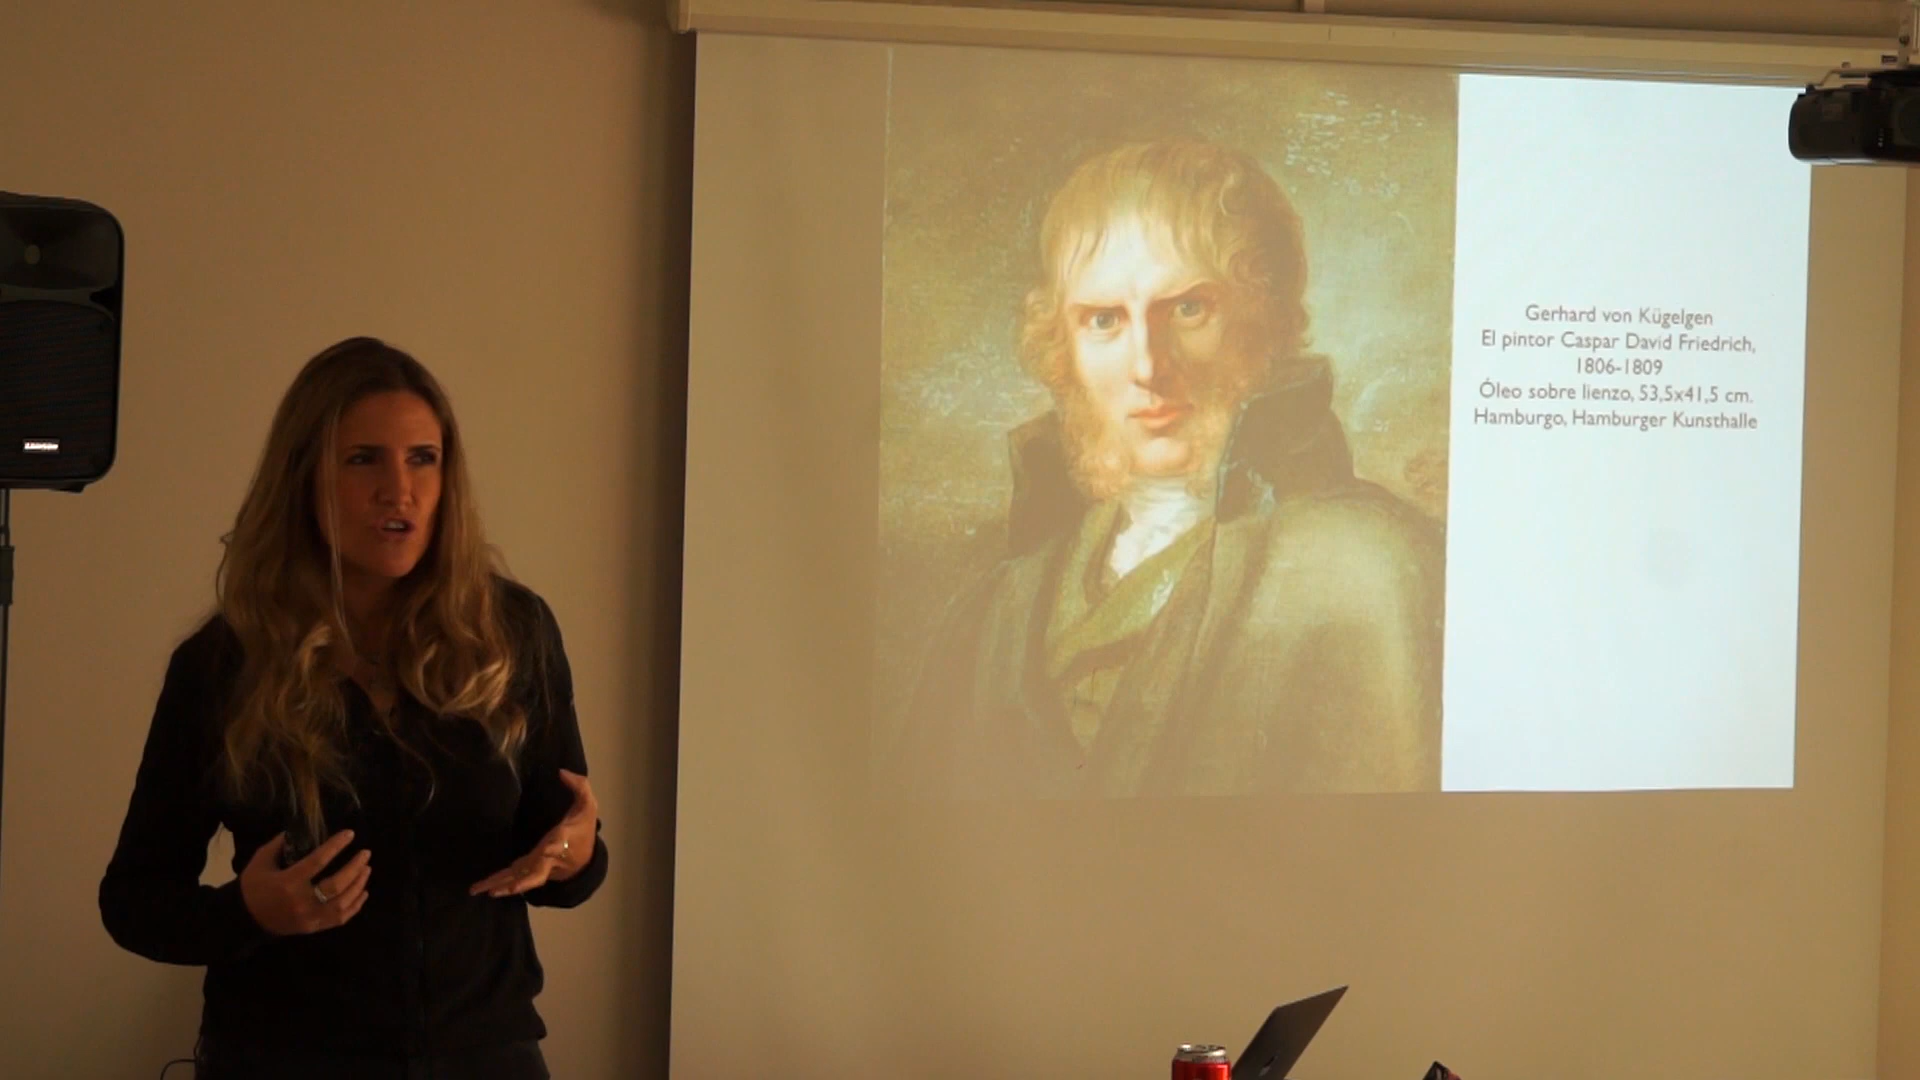 Gerhard von Kügelgen
El pintor Caspar David Friedrich,
1806-1809
Óleo sobre lienzo, 53,5x41,5 cm.
Hamburgo, Hamburger Kunsthalle